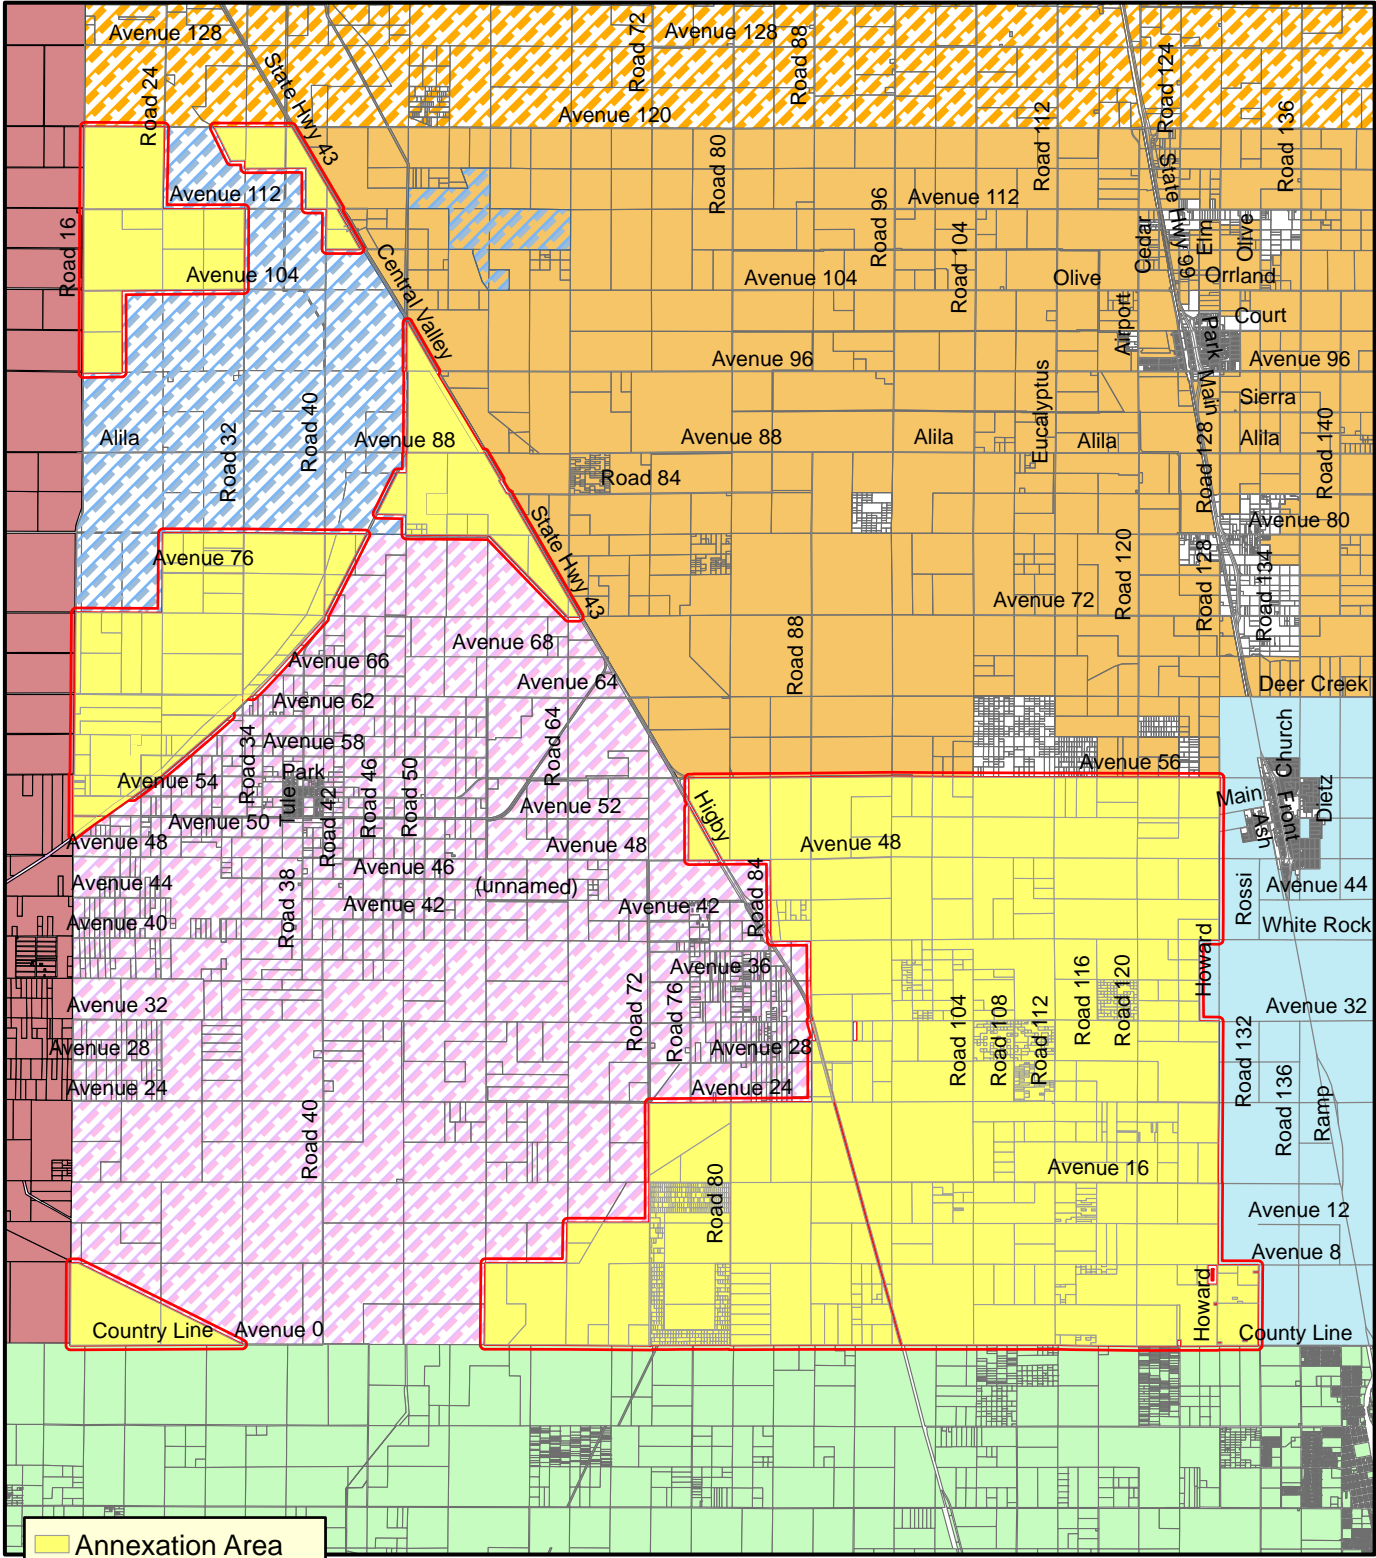 Avenue 128
Road 24
State Hwy 43
Road 72
Avenue 128
Road 88
Road 124
Avenue 120
Road 112
Road 136
Road 80
Avenue 112
Road 96
Avenue 112
State Hwy 99
Road 16
Avenue 104
Central Valley
Avenue 104
Road 104
Olive
Cedar
Elm
Olive
Orrland
Airport
Park
Court
Avenue 96
Avenue 96
Eucalyptus
Main
Sierra
Alila
Road 32
Road 40
Avenue 88
Avenue 88
Alila
Alila
Road 128
Alila
Road 140
Road 84
State Hwy 43
Avenue 80
Avenue 76
Road 120
Road 128
Road 134
Avenue 72
Avenue 68
Avenue 66
Road 88
Avenue 64
Deer Creek
Avenue 62
Road 34
Avenue 58
Road 64
Church
Avenue 56
Avenue 54
Park
Tule
Road 42
Road 46
Road 50
Avenue 52
Higby
Main
Ash
Front
Dietz
Avenue 50
Avenue 48
Avenue 48
Avenue 48
Avenue 46
Avenue 44
(unnamed)
Road 84
Rossi
Avenue 44
Avenue 40
Road 38
Avenue 42
Avenue 42
White Rock
Howard
Avenue 36
Avenue 32
Road 72
Road 76
Road 104
Road 108
Road 112
Road 116
Road 120
Avenue 32
Avenue 28
Avenue 28
Road 132
Avenue 24
Avenue 24
Road 136
Ramp
Road 40
Road 80
Avenue 16
Avenue 12
Avenue 8
Howard
Country Line
Avenue 0
County Line
Annexation Area